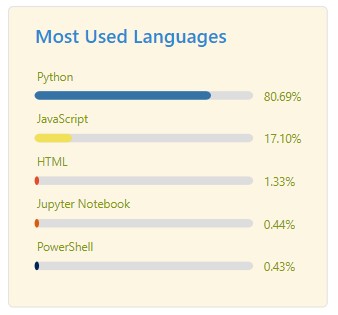 Most Used Languages
Python
80.69%
JavaScript
17.10%
HTML
1.33%
Jupyter Notebook
0.44%
PowerShell
0.43%